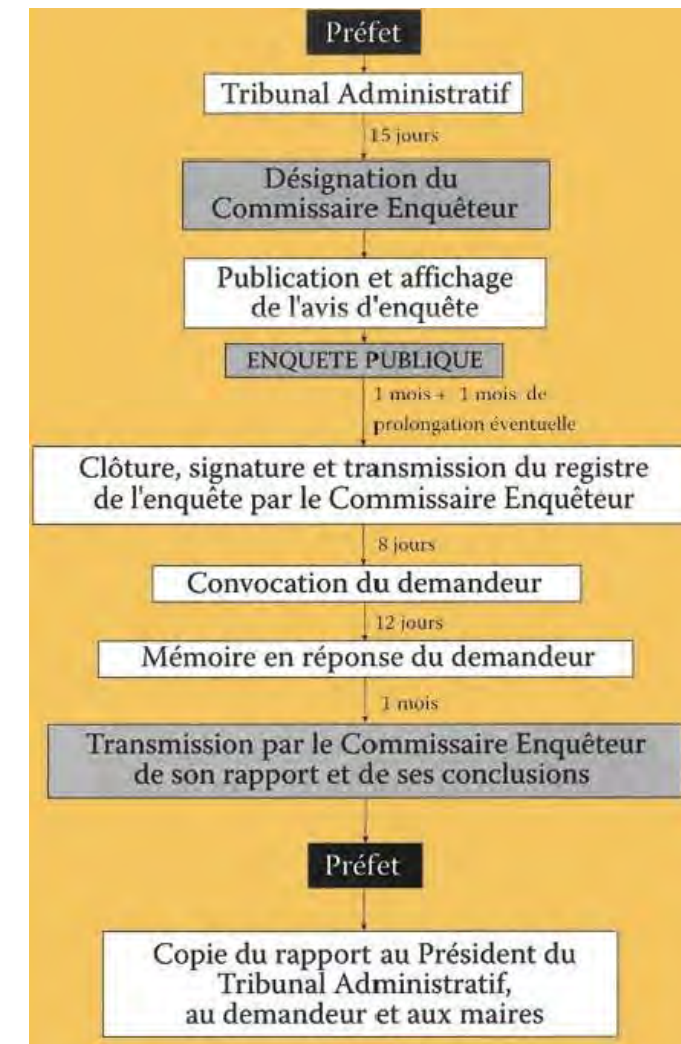 Préfet
Tribunal Administratif
15 jours
Désignation du
Commissaire Enquêteur
Publication et affichage
de l'avis d'enquête
ENQUETE PUBLIQUE
1 mois + 1 mois de
prolongation éventuelle
Clôture, signature et transmission du registre
de l'enquête par le Commissaire Enquêteur
8 jours
Convocation du demandeur
12 jours
Mémoire en réponse du demandeur
1 mois
Transmission par le Commissaire Enquêteur
de son rapport et de ses conclusions
Préfet
Copie du rapport au Président du
Tribunal Administratif,
au demandeur et aux maires